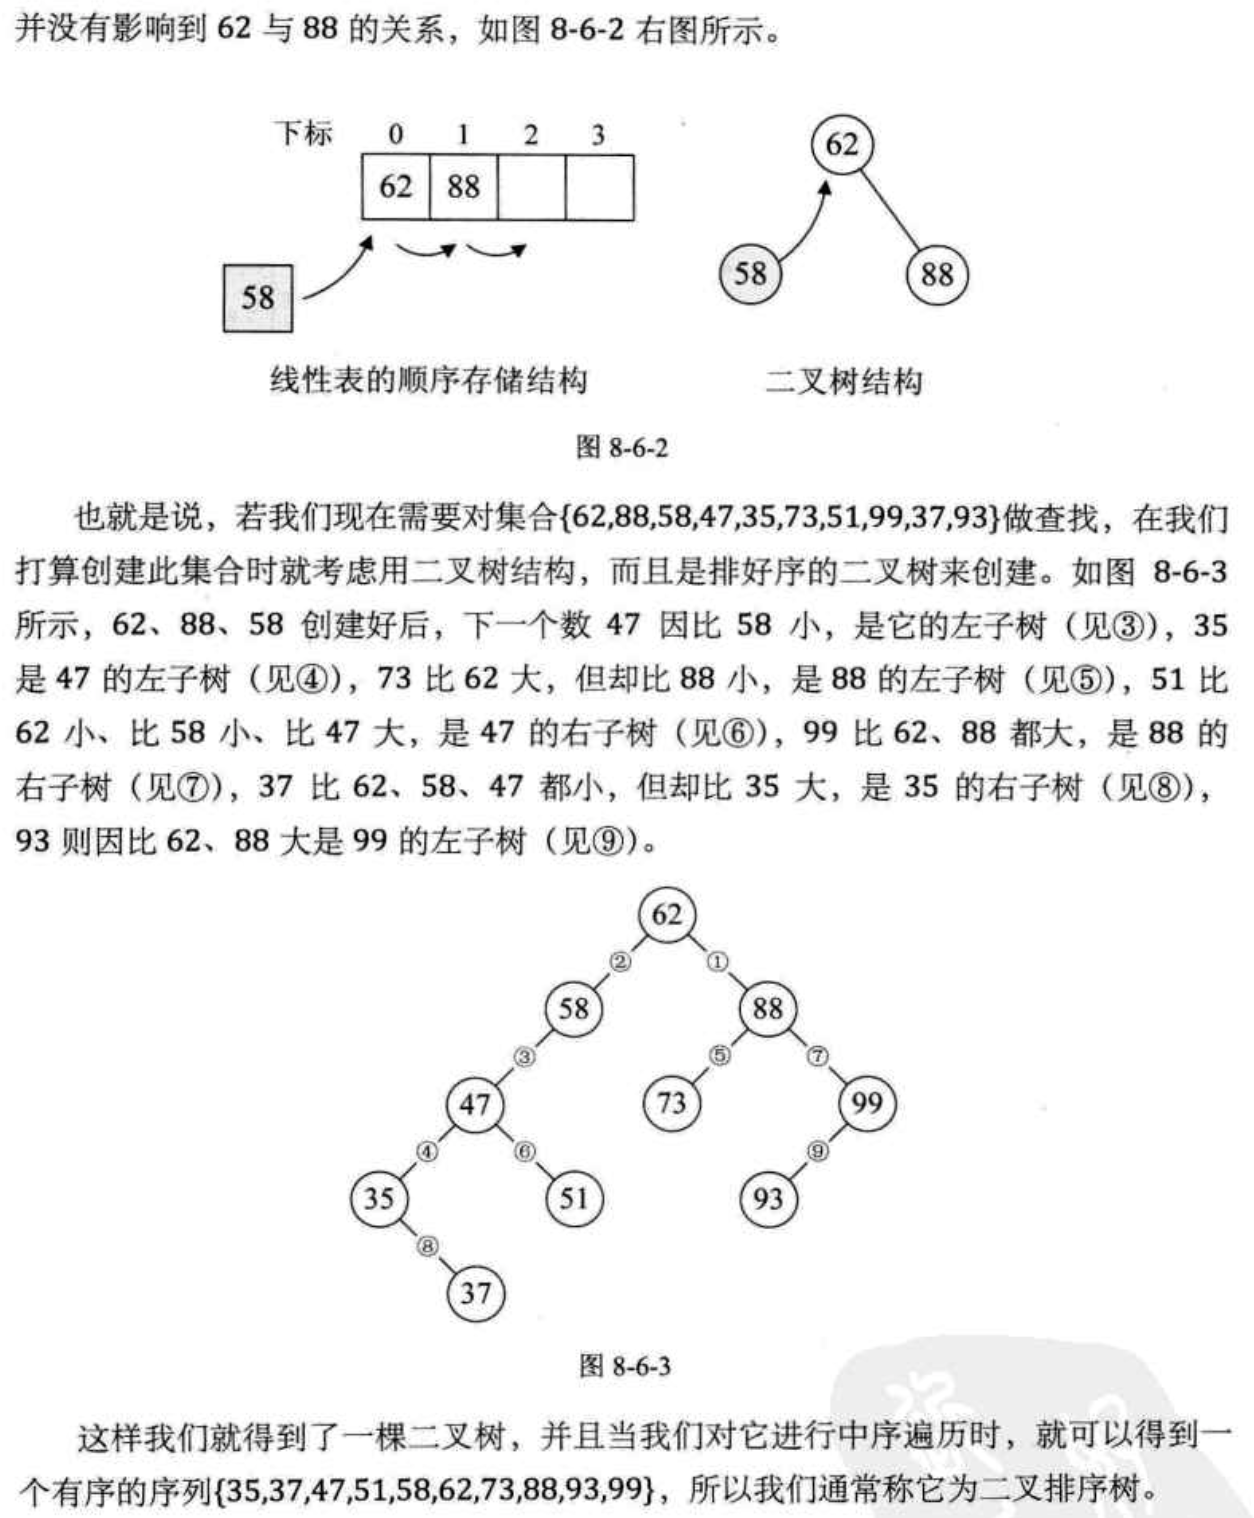 并没有影响到 62 与 88 的关系，如图 8-6-2 右图所示。
下标 0 1 2 3
62 88
58
62
58 88
线性表的顺序存储结构 二叉树结构
图 8-6-2
也就是说，若我们现在需要对集合{62,88,58,47,35,73,51,99,37,93}做查找，在我们
打算创建此集合时就考虑用二叉树结构，而且是排好序的二叉树来创建。如图 8-6-3
所示，62、88、58 创建好后，下一个数 47 因比 58 小，是它的左子树（见③），35
是 47 的左子树（见④），73 比 62 大，但却比 88 小，是 88 的左子树（见⑤），51 比
62 小、比 58 小、比 47 大，是 47 的右子树（见⑥），99 比 62、88 都大，是 88 的
右子树（见⑦），37 比 62、58、47 都小，但却比 35 大，是 35 的右子树（见⑧），
93 则因比 62、88 大是 99 的左子树（见⑨）。
62
② ①
58 88
③ ⑤ ⑦
47 73 99
④ ⑥ ⑨
35 51 93
⑧
37
图 8-6-3
这样我们就得到了一棵二叉树，并且当我们对它进行中序遍历时，就可以得到一
个有序的序列{35,37,47,51,58,62,73,88,93,99}，所以我们通常称它为二叉排序树。